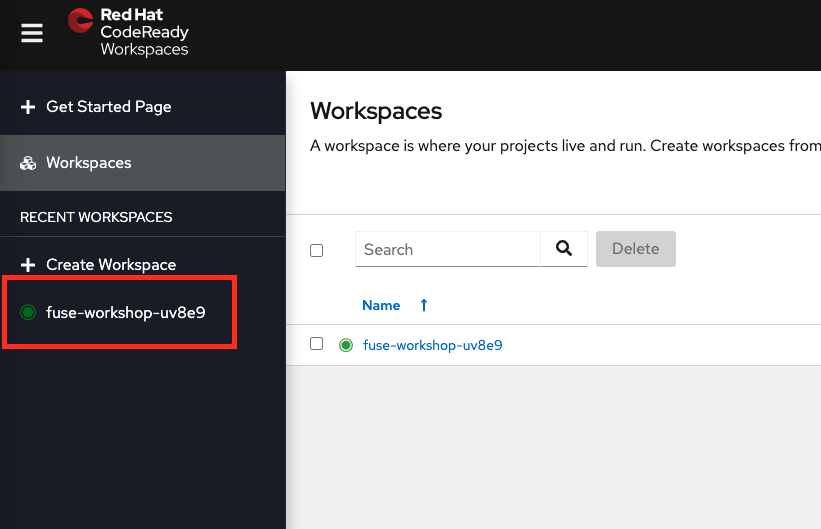 Red Hat
CodeReady
Workspaces
Get Started Page
Workspaces
RECENT WORKSPACES
Create Workspace
fuse-workshop-uv8e9
Workspaces
A workspace is where your projects live and run. Create workspaces from
Search
Delete
Name
fuse-workshop-uv8e9